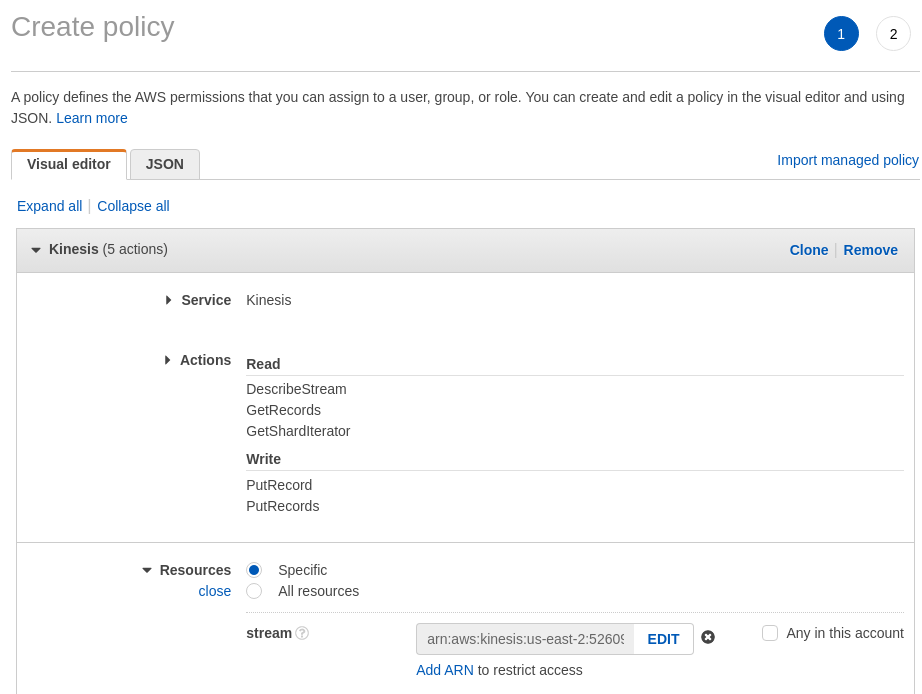 Create policy
1
2
A policy defines the AWS permissions that you can assign to a user, group, or role. You can create and edit a policy in the visual editor and using
JSON. Learn more
Visual editor
JSON
Import managed policy
Expand all | Collapse all
Kinesis (5 actions)
Clone | Remove
Service
Kinesis
Actions
Read
DescribeStream
GetRecords
GetShardIterator
Write
PutRecord
PutRecords
Resources
close
Specific
All resources
stream ?
arn:aws:kinesis:us-east-2:52609
EDIT
Any in this account
Add ARN to restrict access